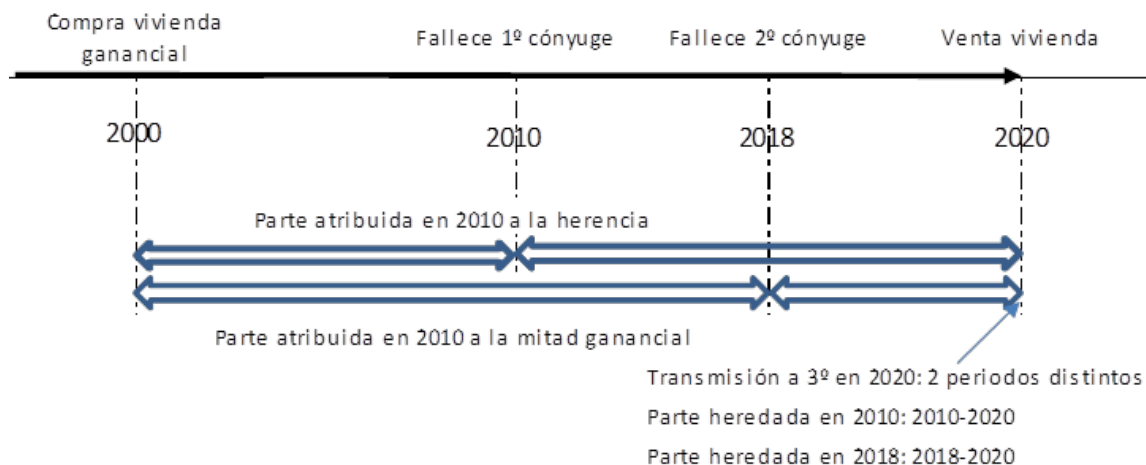 Compra vivienda
ganancial
Fallece 1º cónyuge
Fallece 2º cónyuge
Venta vivienda
2000
2010
2018
2020
Parte atribuida en 2010 a la herencia
Parte atribuida en 2010 a la mitad ganancial
Transmisión a 3º en 2020: 2 periodos distintos
Parte heredada en 2010: 2010-2020
Parte heredada en 2018: 2018-2020